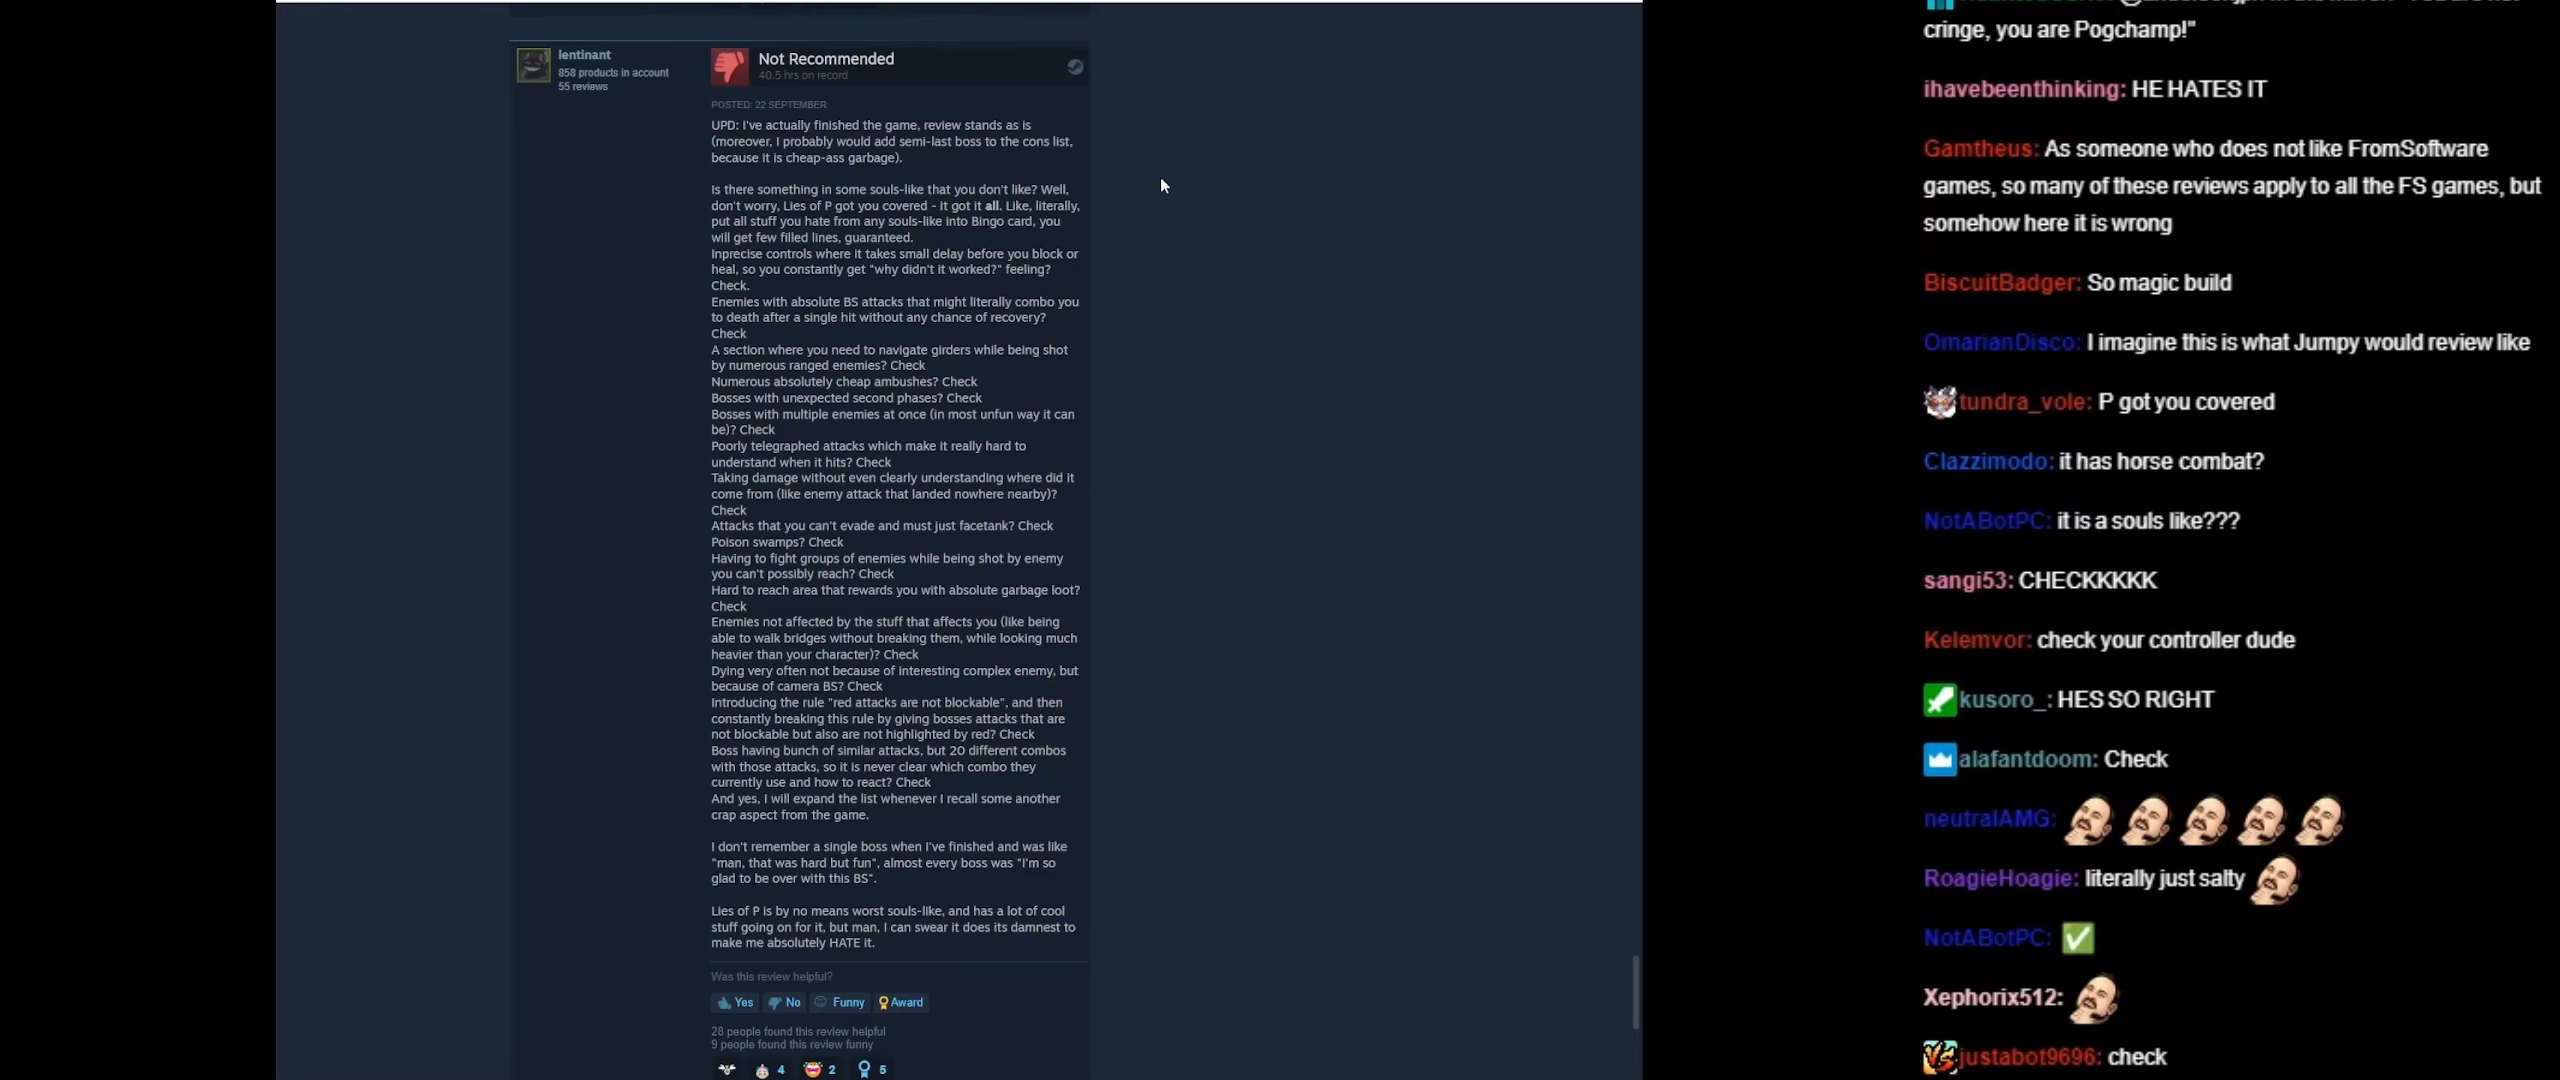 lentinant
858 products in account
55 reviews
Not Recommended
40.5 hrs on record
POSTED: 22 SEPTEMBER
UPD: I've actually finished the game, review stands as is
(moreover, I probably would add semi-last boss to the cons list,
because it is cheap-ass garbage).
Is there something in some souls-like that you don't like? Well,
don't worry, Lies of P got you covered - it got it all. Like, literally,
put all stuff you hate from any souls-like into Bingo card, you
will get few filled lines, guaranteed.
Inprecise controls where it takes small delay before you block or
heal, so you constantly get "why didn't it worked?" feeling?
Check.
Enemies with absolute BS attacks that might literally combo you
to death after a single hit without any chance of recovery?
Check
A section where you need to navigate girders while being shot
by numerous ranged enemies? Check
Numerous absolutely cheap ambushes? Check
Bosses with unexpected second phases? Check
Bosses with multiple enemies at once (in most unfun way it can
be)? Check
Poorly telegraphed attacks which make it really hard to
understand when it hits? Check
Taking damage without even clearly understanding where did it
come from (like enemy attack that landed nowhere nearby)?
Check
Attacks that you can't evade and must just facetank? Check
Poison swamps? Check
Having to fight groups of enemies while being shot by enemy
you can't possibly reach? Check
Hard to reach area that rewards you with absolute garbage loot?
Check
Enemies not affected by the stuff that affects you (like being
able to walk bridges without breaking them, while looking much
heavier than your character)? Check
Dying very often not because of interesting complex enemy, but
because of camera BS? Check
Introducing the rule "red attacks are not blockable", and then
constantly breaking this rule by giving bosses attacks that are
not blockable but also are not highlighted by red? Check
Boss having bunch of similar attacks, but 20 different combos
with those attacks, so it is never clear which combo they
currently use and how to react? Check
And yes, I will expand the list whenever I recall some another
crap aspect from the game.
I don't remember a single boss when I've finished and was like
"man, that was hard but fun", almost every boss was "I'm so
glad to be over with this BS".
Lies of P is by no means worst souls-like, and has a lot of cool
stuff going on for it, but man, I can swear it does its damnest to
make me absolutely HATE it.
Was this review helpful?
Yes No Funny Award
28 people found this review helpful
9 people found this review funny
4 2 5
cringe, you are Pogchamp!"
ihavebeenthinking: HE HATES IT
Gamtheus: As someone who does not like FromSoftware
games, so many of these reviews apply to all the FS games, but
somehow here it is wrong
BiscuitBadger: So magic build
OmarianDisco: I imagine this is what Jumpy would review like
tundra_vole: P got you covered
Clazzimodo: it has horse combat?
NotABotPC: it is a souls like???
sangi53: CHECKKKKK
Kelemvor: check your controller dude
kusoro_: HES SO RIGHT
alafantdoom: Check
neutralAMG:
RoagieHoagie: literally just salty
NotABotPC:
Xephorix512:
VS justabot9696: check